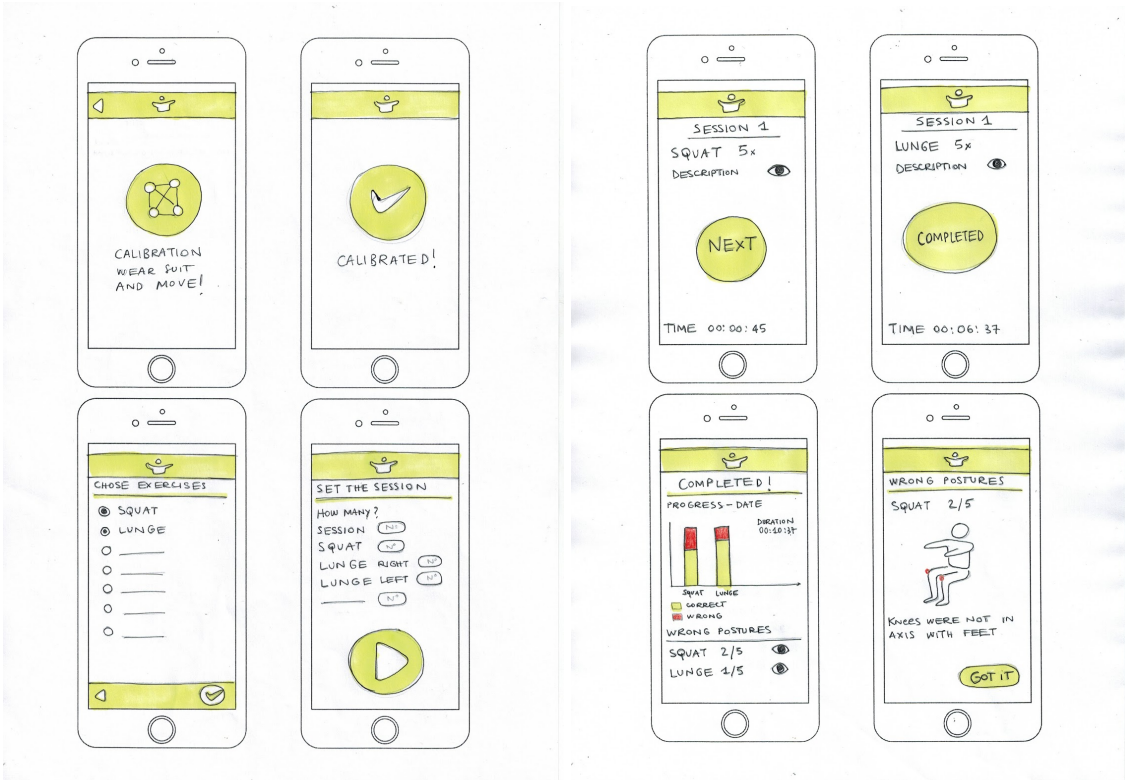 CALIBRATION
WEAR SUIT
AND MOVE!
CALIBRATED!
CHOSE EXERCISES
SQUAT
LUNGE
SET THE SESSION
HOW MANY?
SESSION N°
SQUAT N°
LUNGE RIGHT N°
LUNGE LEFT N°
N°
SESSION 1
SQUAT 5x
DESCRIPTION
NEXT
TIME 00:00:45
SESSION 1
LUNGE 5x
DESCRIPTION
COMPLETED
TIME 00:06:37
COMPLETED!
PROGRESS - DATE
DURATION
00:10:37
SQUAT LUNGE
CORRECT
WRONG
WRONG POSTURES
SQUAT 2/5
LUNGE 1/5
WRONG POSTURES
SQUAT 2/5
KNEES WERE NOT IN
AXIS WITH FEET
GOT IT